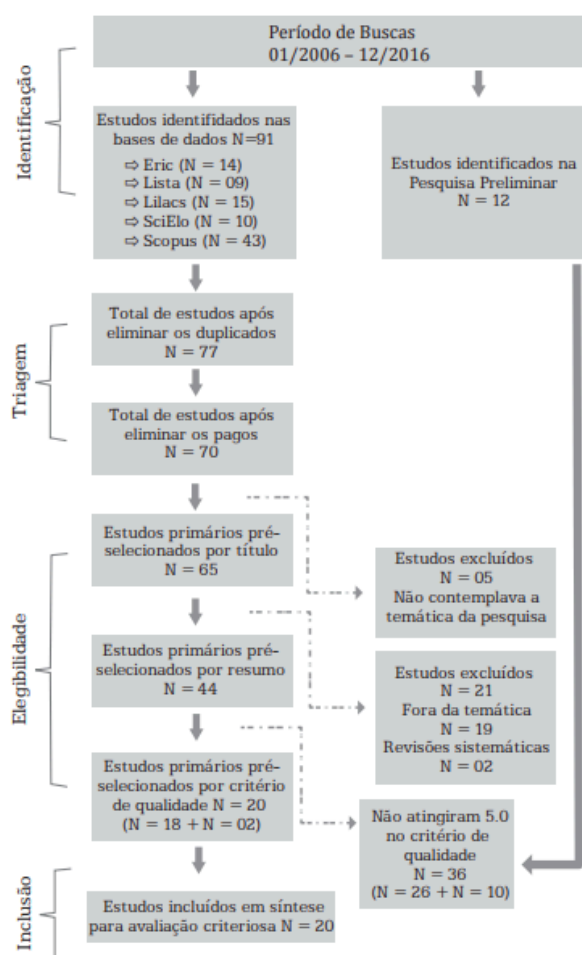 Período de Buscas
01/2006 – 12/2016
Identificação
Estudos identifidados nas
bases de dados N=91
⇨ Eric (N = 14)
⇨ Lista (N = 09)
⇨ Lilacs (N = 15)
⇨ SciElo (N = 10)
⇨ Scopus (N = 43)
Estudos identificados na
Pesquisa Preliminar
N = 12
Triagem
Total de estudos após
eliminar os duplicados
N = 77
Total de estudos após
eliminar os pagos
N = 70
Elegibilidade
Estudos primários pré-
selecionados por título
N = 65
Estudos excluídos
N = 05
Não contemplava a
temática da pesquisa
Estudos primários pré-
selecionados por resumo
N = 44
Estudos excluídos
N = 21
Fora da temática
N = 19
Revisões sistemáticas
N = 02
Estudos primários pré-
selecionados por critério
de qualidade N = 20
(N = 18 + N = 02)
Não atingiram 5.0
no critério de
qualidade
N = 36
(N = 26 + N = 10)
Inclusão
Estudos incluídos em síntese
para avaliação criteriosa N = 20